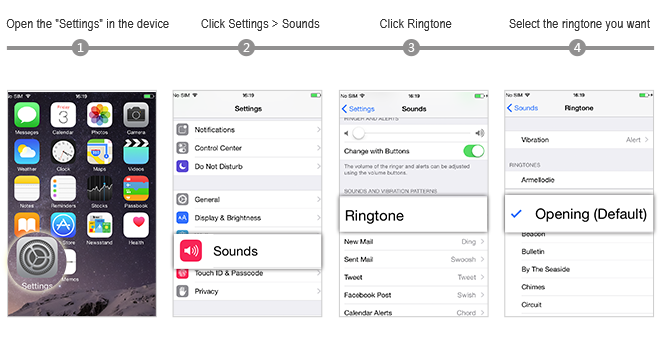 Open the "Settings" in the device
Click Settings > Sounds
Click Ringtone
Select the ringtone you want
1
2
3
4
No SIM 16:19
Messages
Calendar
Photos
Camera
Friday
3
Weather
Clock
Maps
Videos
Notes
Reminders
Stocks
Passbook
Store
Newsstand
Health
Settings
Memos
No SIM 16:19
Settings
Notifications
Control Center
Do Not Disturb
General
Display & Brightness
Sounds
Touch ID & Passcode
Privacy
No SIM 16:19
Settings
Sounds
RINGER AND ALERTS
Change with Buttons
The volume of the ringer and alerts can be adjusted
using the volume buttons.
SOUNDS AND VIBRATION PATTERNS
Ringtone
New Mail Ding
Sent Mail Swoosh
Tweet Tweet
Facebook Post Swish
Calendar Alerts Chord
No SIM 16:19
Sounds
Ringtone
Vibration Alert
RINGTONES
Armellodie
Opening (Default)
Beacon
Bulletin
By The Seaside
Chimes
Circuit